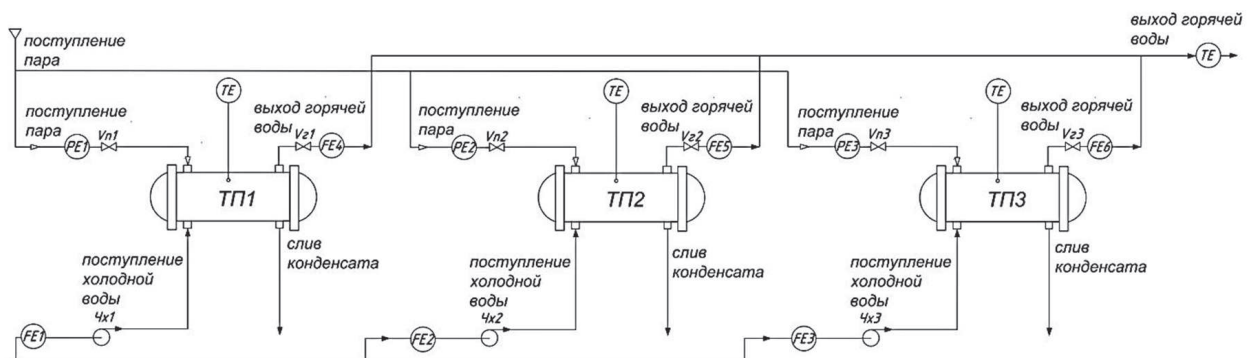 поступление
пара
выход горячей
воды
TE
TE
TE
TE
поступление
пара
PE1
Vп1
выход горячей
воды
Vг1
FE4
поступление
пара
PE2
Vп2
выход горячей
воды
Vг2
FE5
поступление
пара
PE3
Vп3
выход горячей
воды
Vг3
FE6
ТП1
ТП2
ТП3
слив
конденсата
слив
конденсата
слив
конденсата
поступление
холодной
воды
Чх1
FE1
поступление
холодной
воды
Чх2
FE2
поступление
холодной
воды
Чх3
FE3